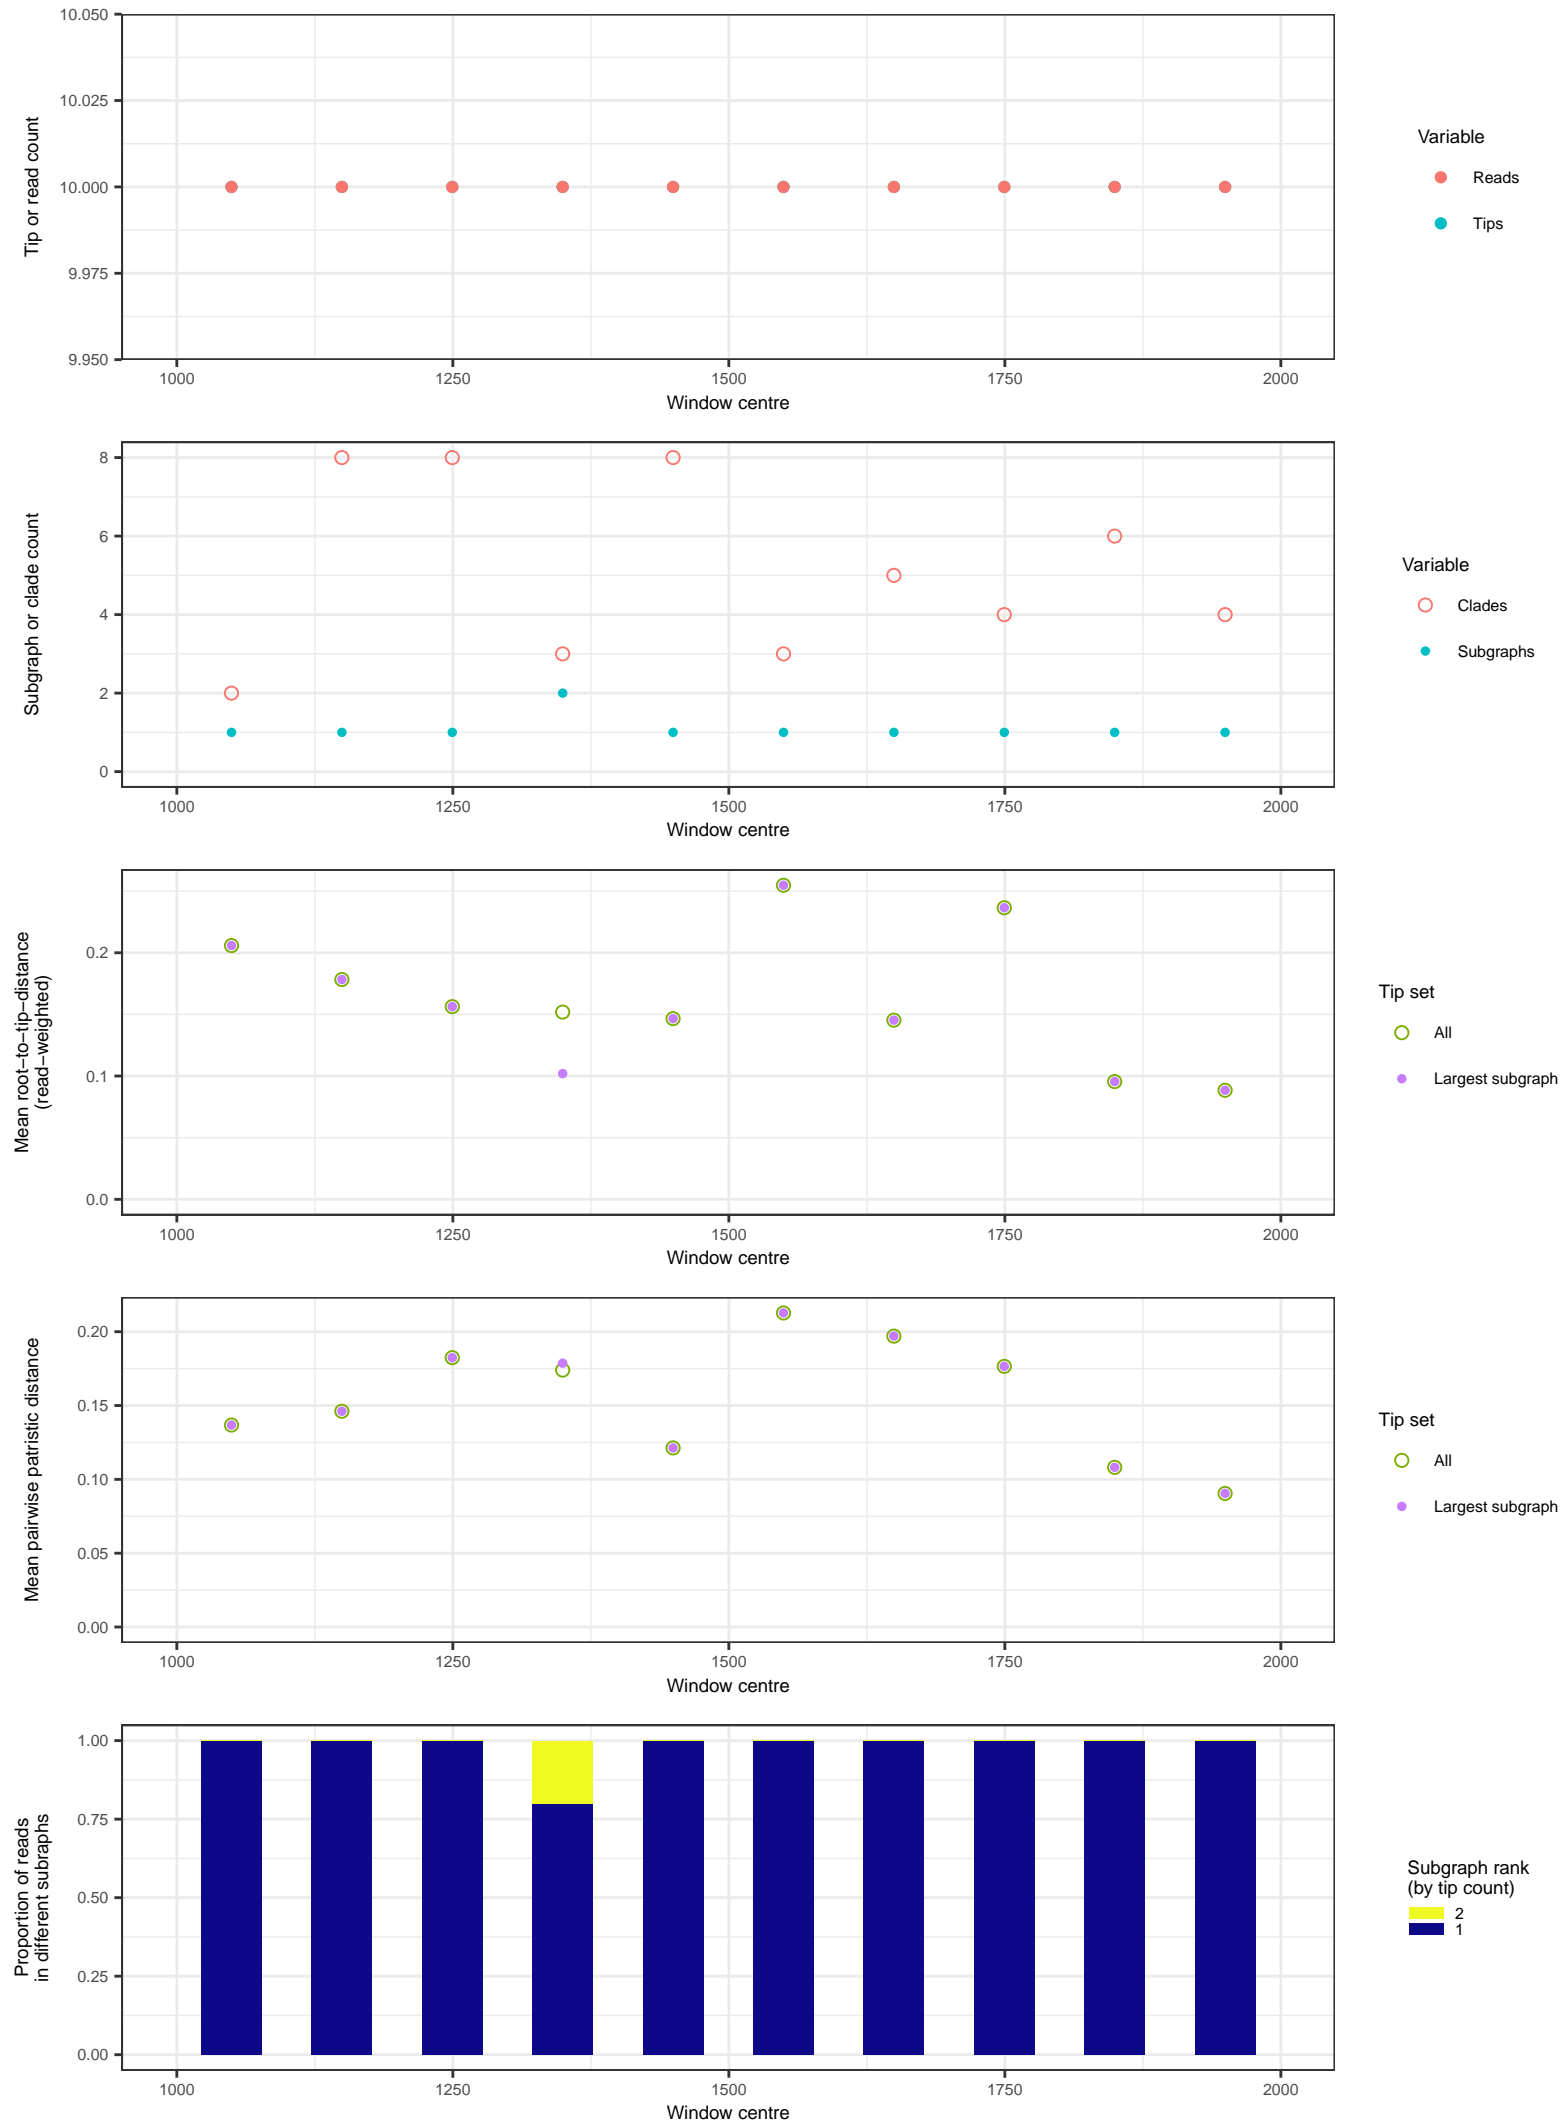 10.050
10.025
10.000
9.975
9.950
Tip or read count
1000 1250 1500 1750 2000
Window centre
Variable
Reads
Tips
8
6
4
2
0
Subgraph or clade count
1000 1250 1500 1750 2000
Window centre
Variable
Clades
Subgraphs
0.2
0.1
0.0
Mean root−to−tip−distance
(read−weighted)
1000 1250 1500 1750 2000
Window centre
Tip set
All
Largest subgraph
0.20
0.15
0.10
0.05
0.00
Mean pairwise patristic distance
1000 1250 1500 1750 2000
Window centre
Tip set
All
Largest subgraph
1.00
0.75
0.50
0.25
0.00
Proportion of reads
in different subraphs
1000 1250 1500 1750 2000
Window centre
Subgraph rank
(by tip count)
2
1